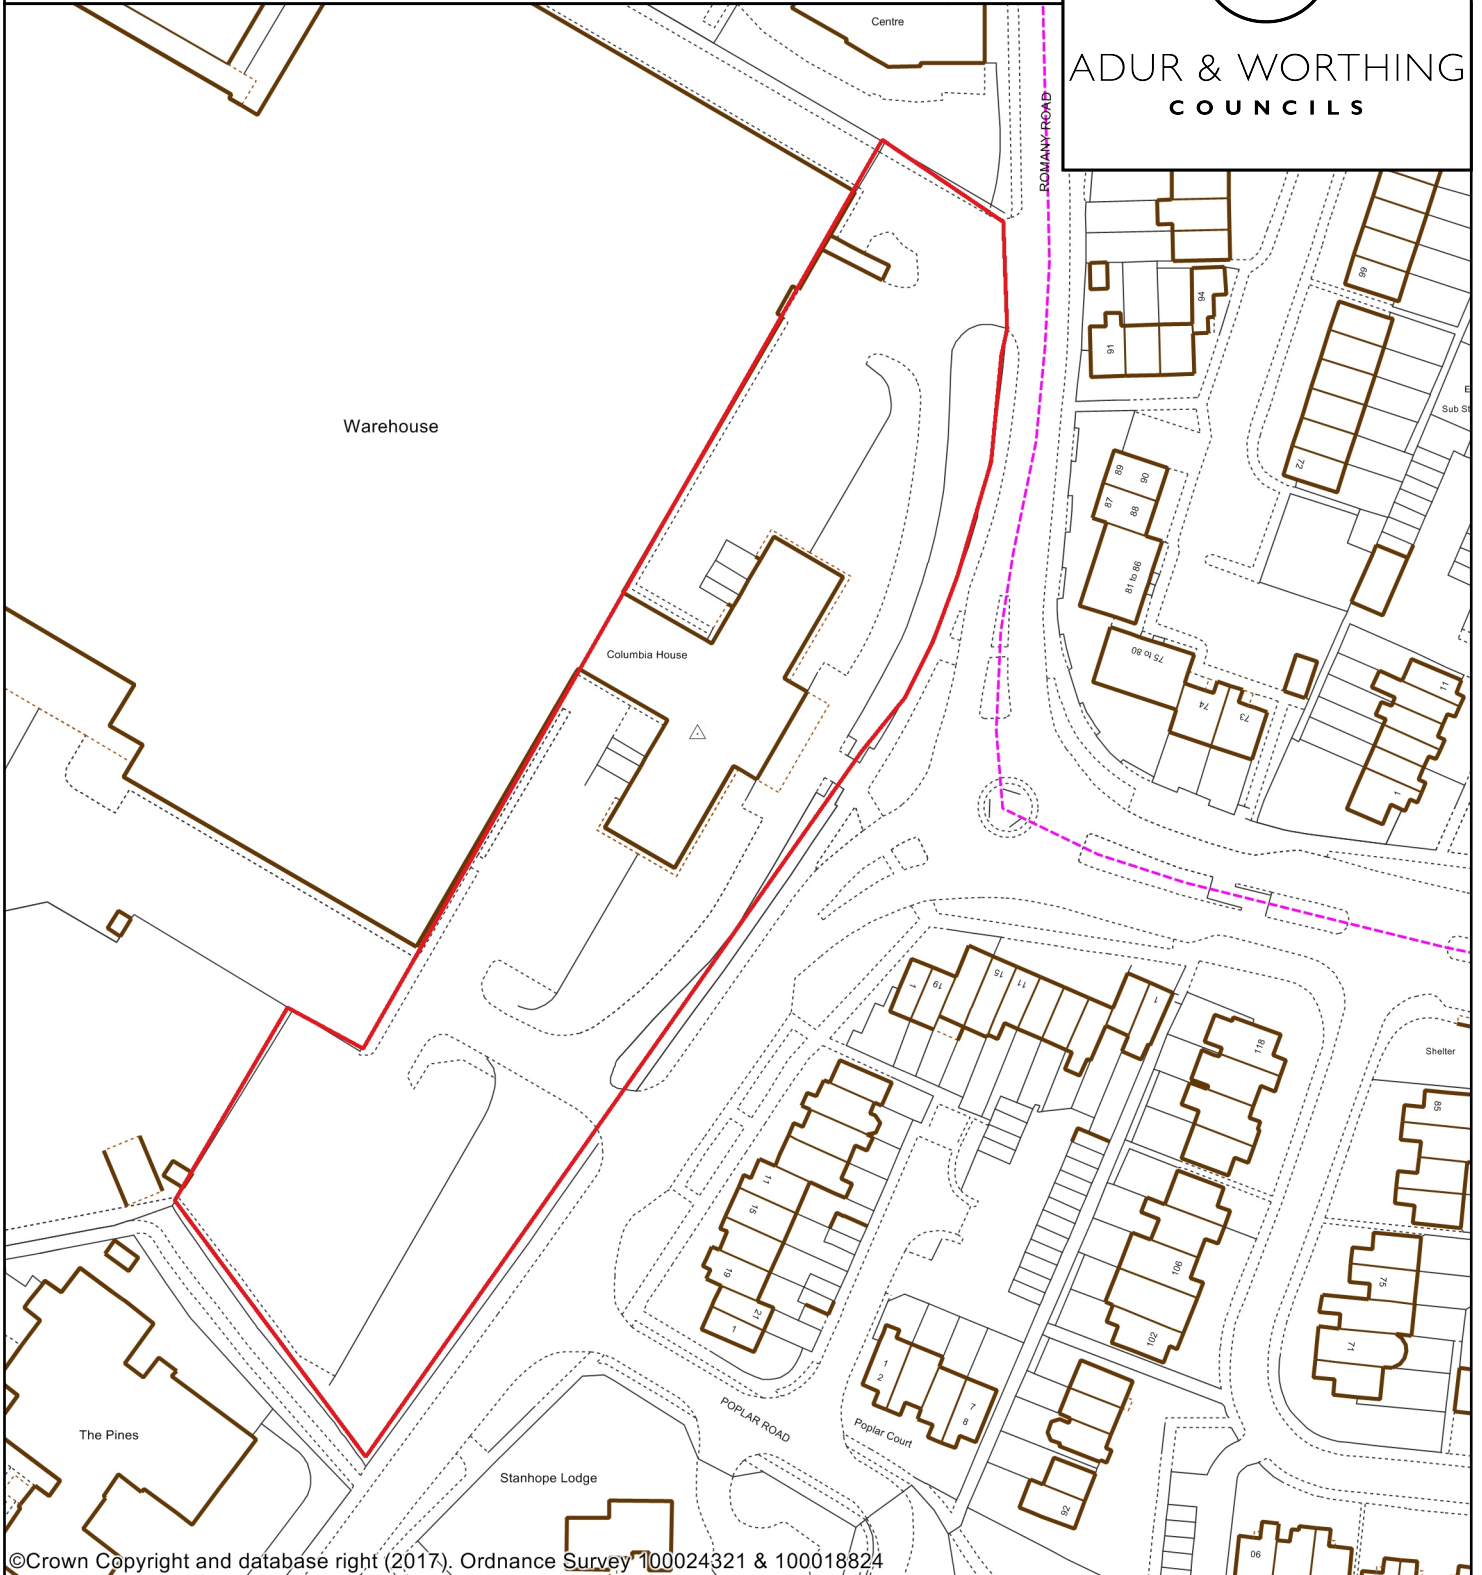 Centre
ADUR & WORTHING
COUNCILS
ROMANY ROAD
99
94
91
E
Sub St
72
Warehouse
89
90
87
88
81 to 86
75 to 80
Columbia House
74
73
11
1
1
19
15
11
1
118
Shelter
85
11
15
19
21
1
106
102
75
71
1
2
7
8
POPLAR ROAD
Poplar Court
The Pines
Stanhope Lodge
92
90
©Crown Copyright and database right (2017). Ordnance Survey 100024321 & 100018824